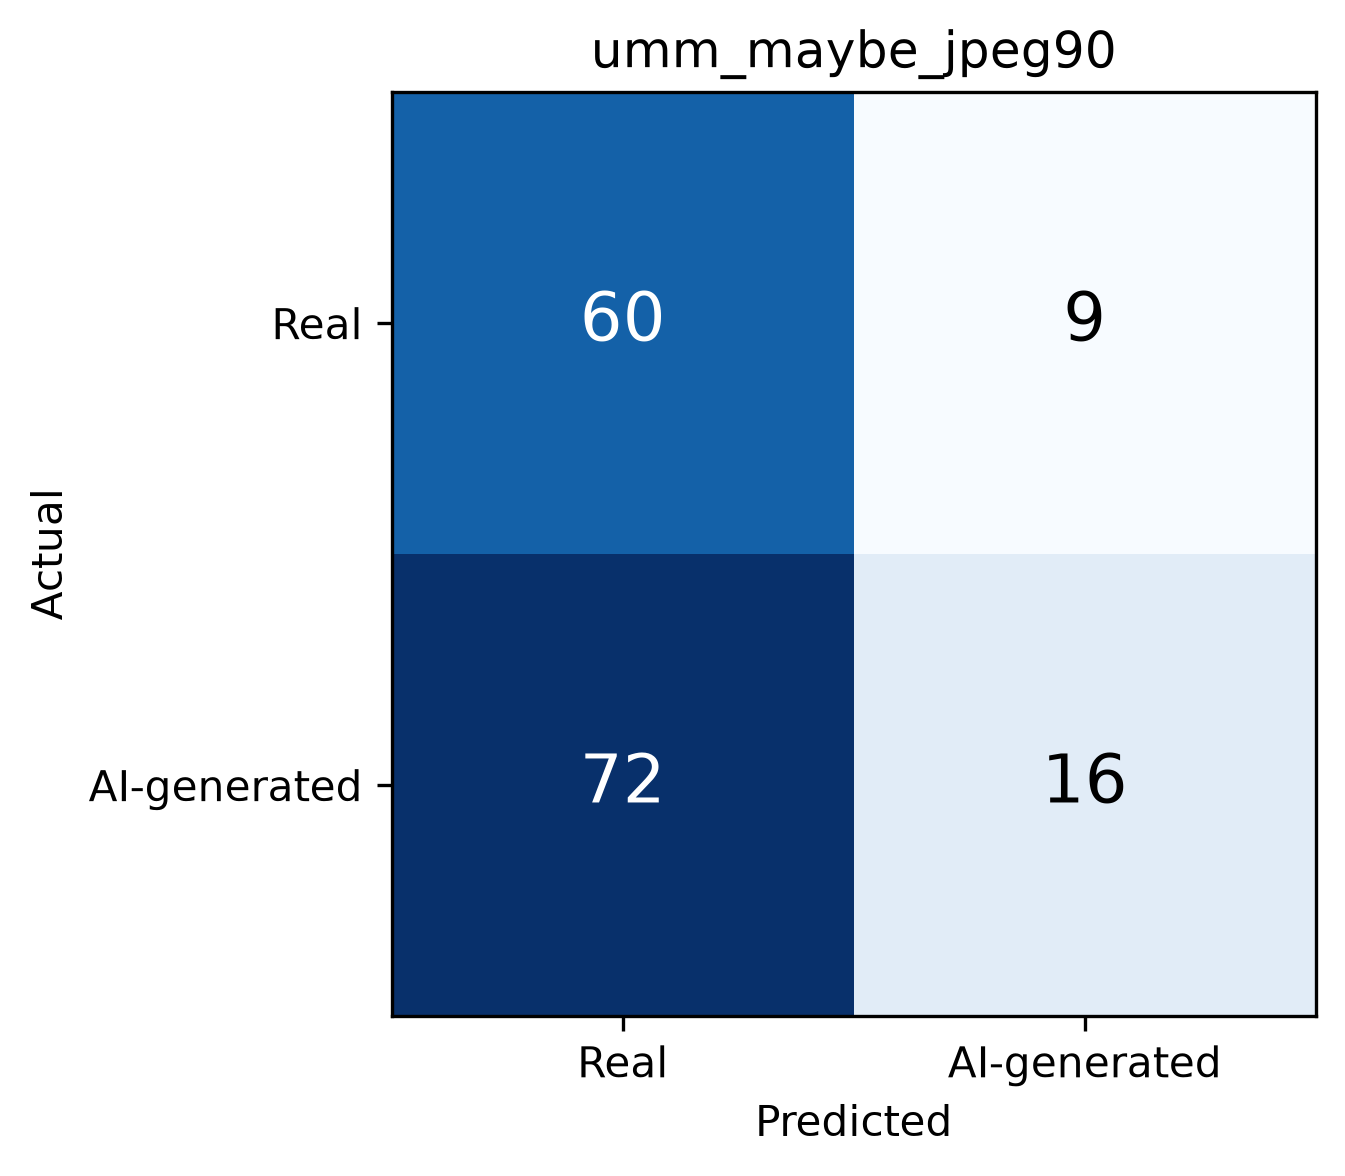 umm_maybe_jpeg90
Actual
Real
60
9
AI-generated
72
16
Real
AI-generated
Predicted